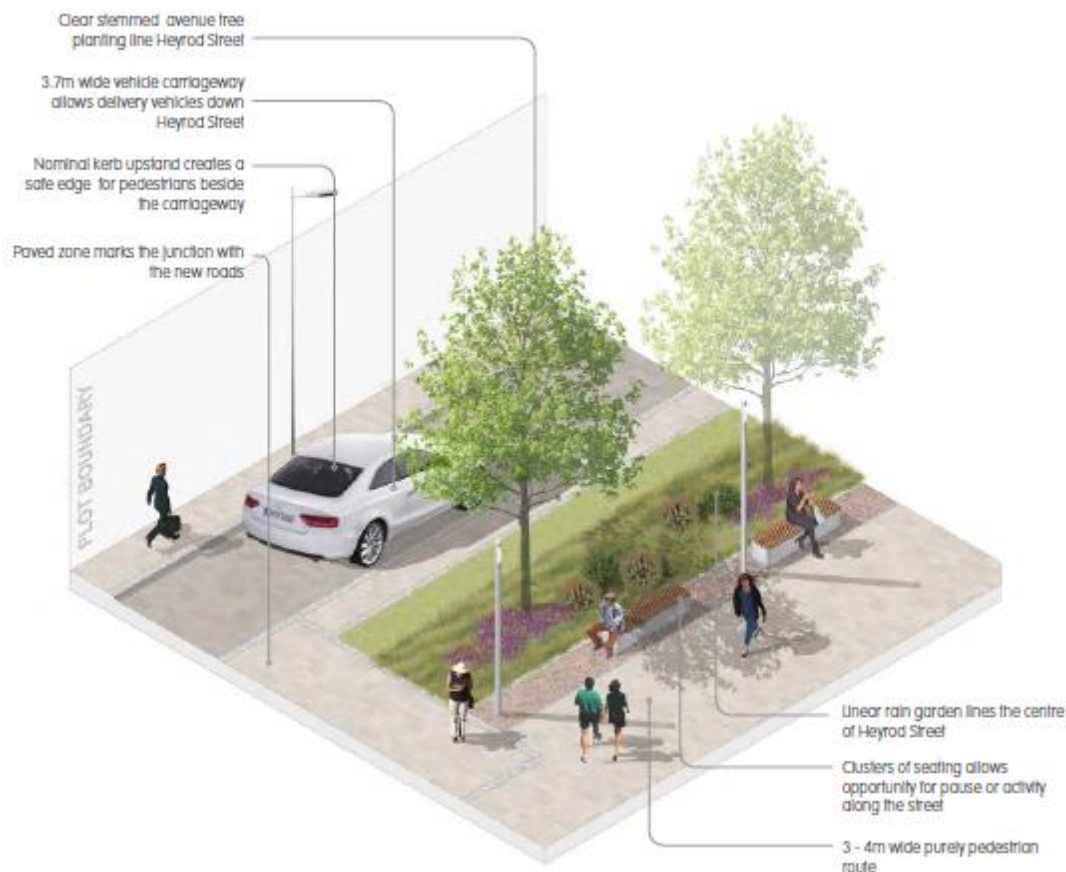 Clear stemmed avenue tree
planting line Heyrod Street
3.7m wide vehicle carriageway
allows delivery vehicles down
Heyrod Street
Nominal kerb upstand creates a
safe edge for pedestrians beside
the carriageway
Paved zone marks the junction with
the new roads
PLOT BOUNDARY
Linear rain garden lines the centre
of Heyrod Street
Clusters of seating allows
opportunity for pause or activity
along the street
3 - 4m wide purely pedestrian
route